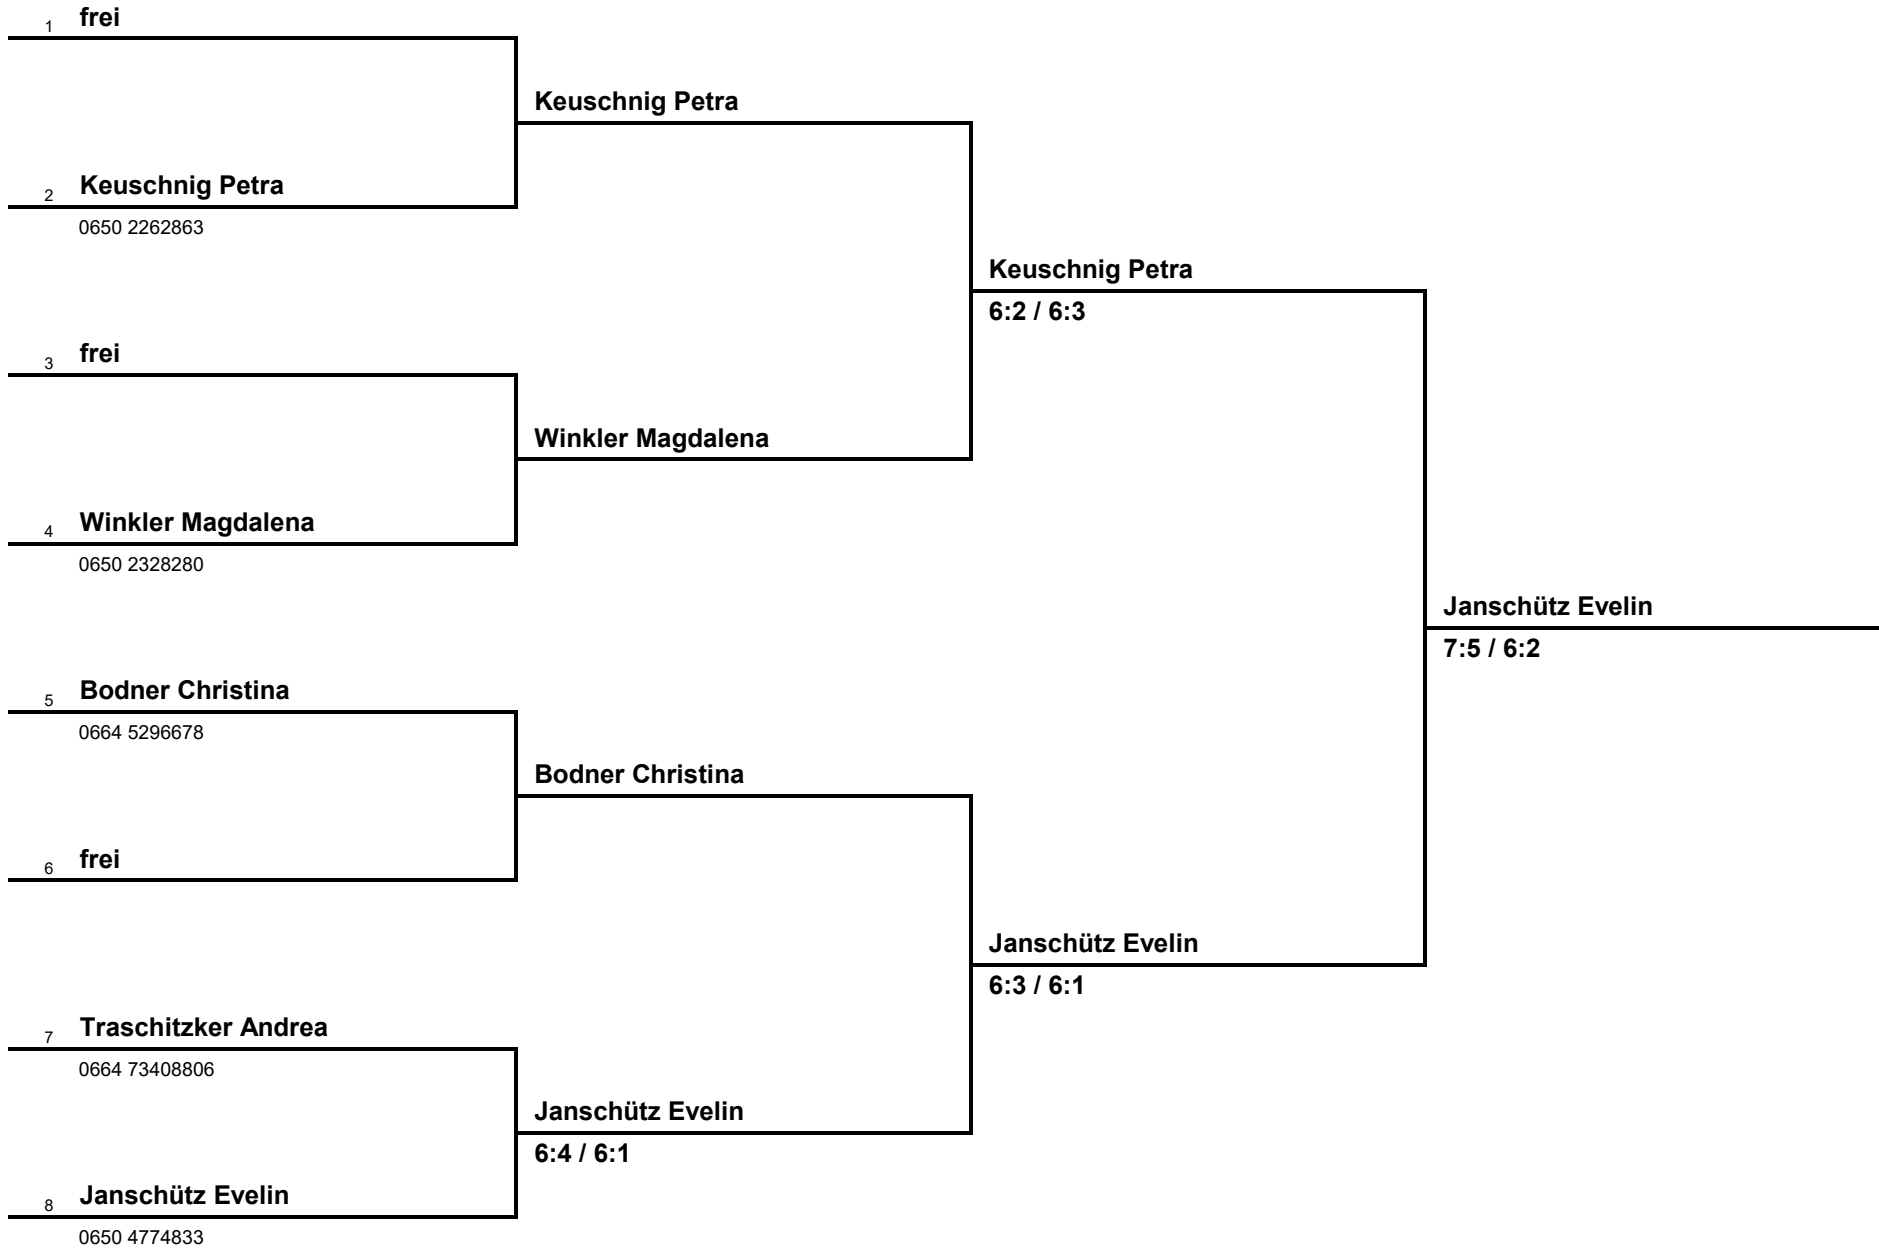 1 frei
Keuschnig Petra
2 Keuschnig Petra
0650 2262863
Keuschnig Petra
6:2 / 6:3
3 frei
Winkler Magdalena
4 Winkler Magdalena
0650 2328280
Janschütz Evelin
7:5 / 6:2
5 Bodner Christina
0664 5296678
Bodner Christina
6 frei
Janschütz Evelin
6:3 / 6:1
7 Traschitzker Andrea
0664 73408806
Janschütz Evelin
6:4 / 6:1
8 Janschütz Evelin
0650 4774833